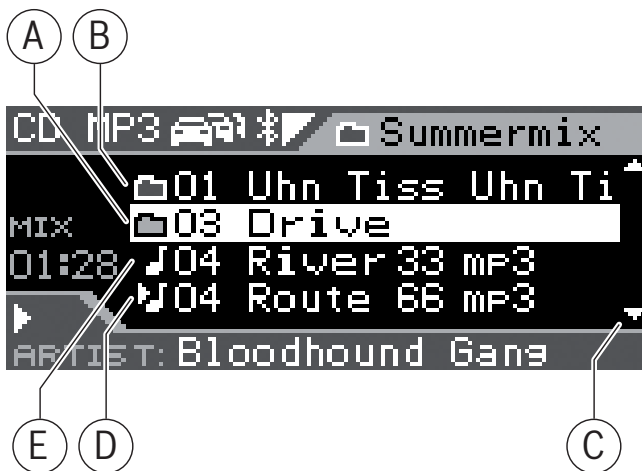 A B
CD MP3 Summermix
01 Uhn Tiss Uhn Ti
MIX 03 Drive
01:28 04 River 33 mp3
04 Route 66 mp3
ARTIST: Bloodhound Gang
E D C